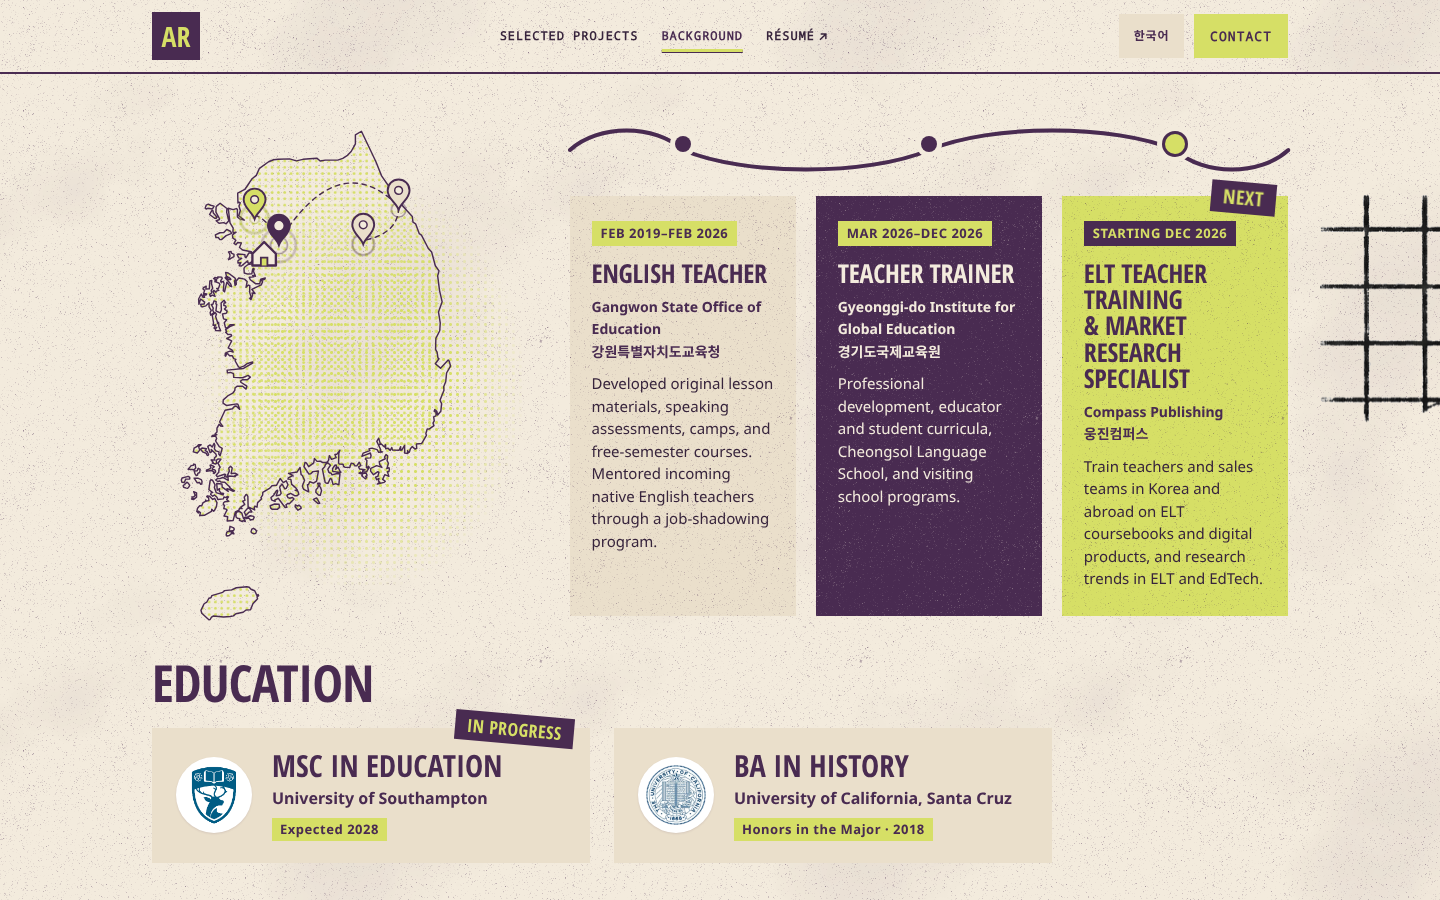 AR
SELECTED PROJECTS
BACKGROUND
RÉSUMÉ ↗
한국어
CONTACT
FEB 2019–FEB 2026
ENGLISH TEACHER
Gangwon State Office of
Education
강원특별자치도교육청
Developed original lesson
materials, speaking
assessments, camps, and
free-semester courses.
Mentored incoming
native English teachers
through a job-shadowing
program.
MAR 2026–DEC 2026
TEACHER TRAINER
Gyeonggi-do Institute for
Global Education
경기도국제교육원
Professional
development, educator
and student curricula,
Cheongsol Language
School, and visiting
school programs.
NEXT
STARTING DEC 2026
ELT TEACHER
TRAINING
& MARKET
RESEARCH
SPECIALIST
Compass Publishing
웅진컴퍼스
Train teachers and sales
teams in Korea and
abroad on ELT
coursebooks and digital
products, and research
trends in ELT and EdTech.
EDUCATION
IN PROGRESS
MSC IN EDUCATION
University of Southampton
Expected 2028
BA IN HISTORY
University of California, Santa Cruz
Honors in the Major · 2018